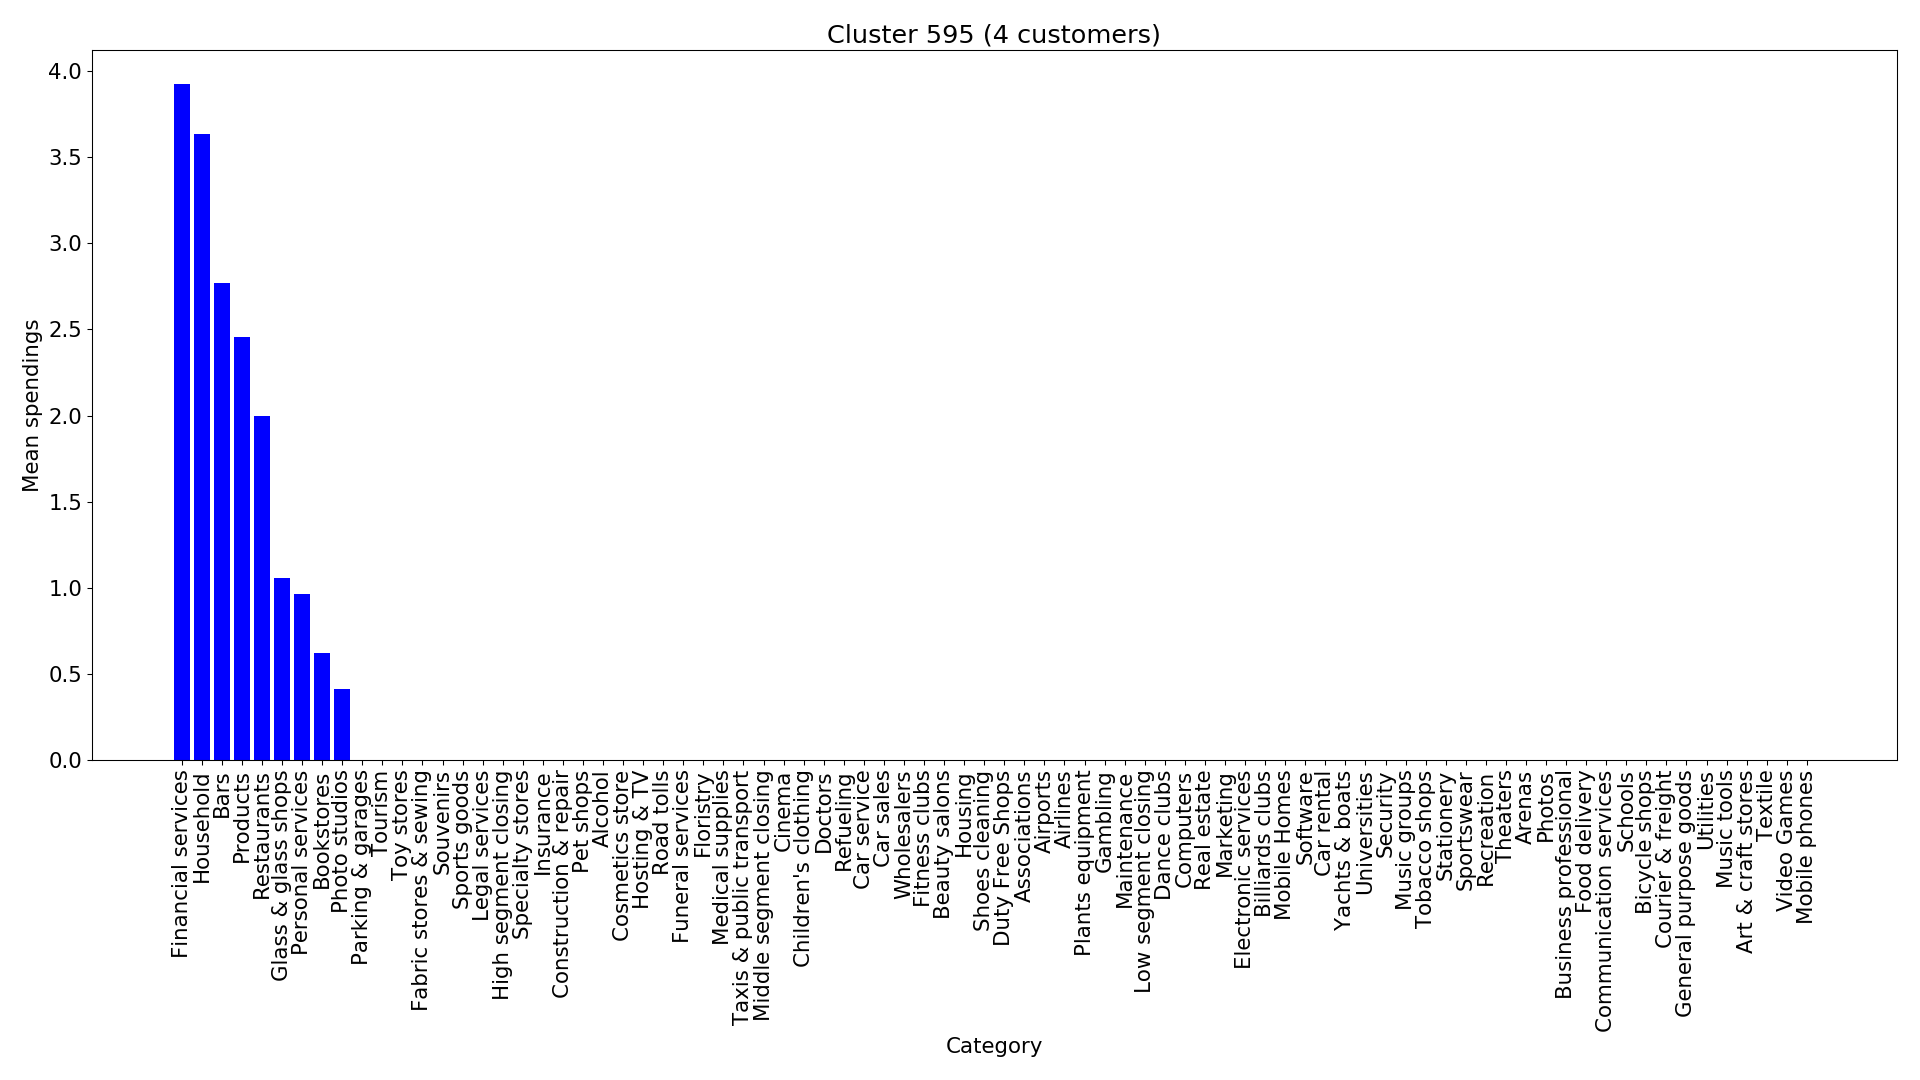 Cluster 595 (4 customers)
4.0
3.5
3.0
2.5
2.0
1.5
1.0
0.5
0.0
Mean spendings
Financial services
Household
Bars
Products
Restaurants
Glass & glass shops
Personal services
Bookstores
Photo studios
Parking & garages
Tourism
Toy stores
Fabric stores & sewing
Souvenirs
Sports goods
Legal services
High segment closing
Specialty stores
Insurance
Construction & repair
Pet shops
Alcohol
Cosmetics store
Hosting & TV
Road tolls
Funeral services
Floristry
Medical supplies
Taxis & public transport
Middle segment closing
Cinema
Children's clothing
Doctors
Refueling
Car service
Car sales
Wholesalers
Fitness clubs
Beauty salons
Housing
Shoes cleaning
Duty Free Shops
Associations
Airports
Airlines
Plants equipment
Gambling
Maintenance
Low segment closing
Dance clubs
Computers
Real estate
Marketing
Electronic services
Billiards clubs
Mobile Homes
Software
Car rental
Yachts & boats
Universities
Security
Music groups
Tobacco shops
Stationery
Sportswear
Recreation
Theaters
Arenas
Photos
Business professional
Food delivery
Communication services
Schools
Bicycle shops
Courier & freight
General purpose goods
Utilities
Music tools
Art & craft stores
Textile
Video Games
Mobile phones
Category